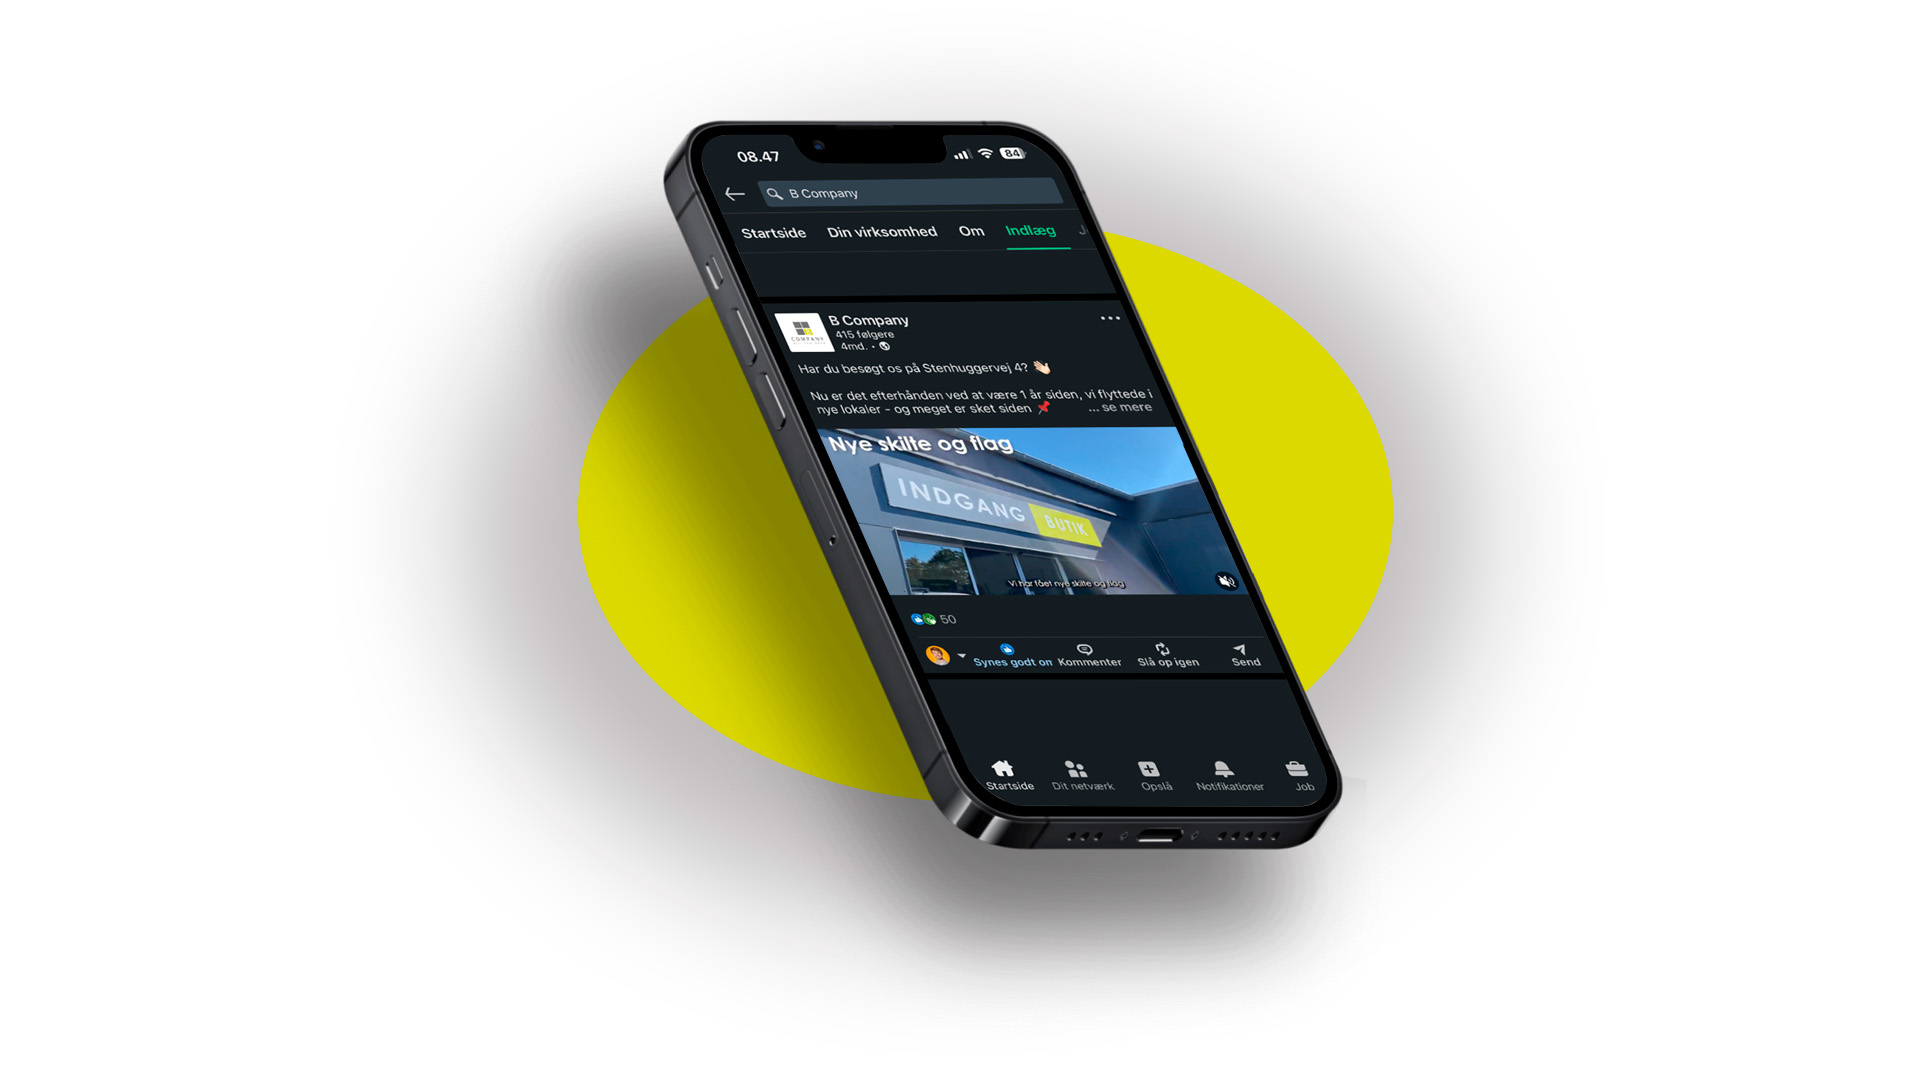 08.47
84
B Company
Startside Din virksomhed Om Indlæg J
B Company
415 følgere
4md. •
COMPANY
Har du besøgt os på Stenhuggervej 4? 👋🏻
Nu er det efterhånden ved at være 1 år siden, vi flyttede i
nye lokaler - og meget er sket siden 📌 ... se mere
Nye skilte og flag
INDGANG BUTIK
Vi har fået nye skilte og flag
50
Synes godt om Kommenter Slå op igen Send
Startside Dit netværk Opslå Notifikationer Job